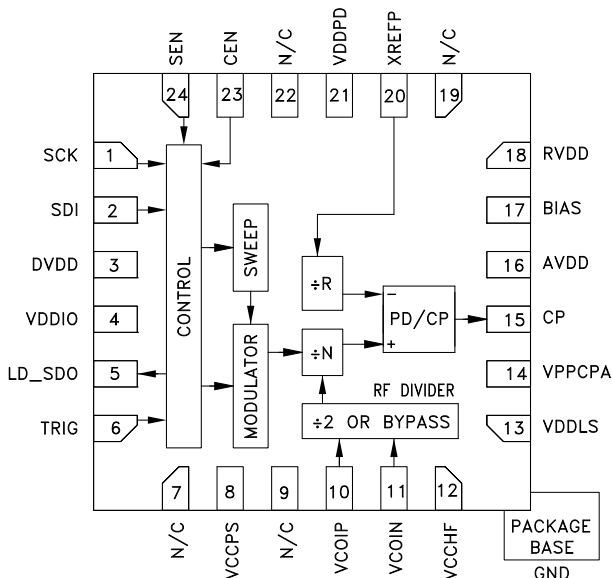 SEN
CEN
N/C
VDDPD
XREFP
N/C
24
23
22
21
20
19
SCK
1
18
RVDD
SDI
2
17
BIAS
DVDD
3
16
AVDD
VDDIO
4
15
CP
LD_SDO
5
14
VPPCPA
TRIG
6
13
VDDLS
CONTROL
SWEEP
MODULATOR
÷R
÷N
−
+
PD/CP
RF DIVIDER
÷2 OR BYPASS
7
8
9
10
11
12
N/C
VCCPS
N/C
VCOIP
VCOIN
VCCHF
PACKAGE
BASE
GND